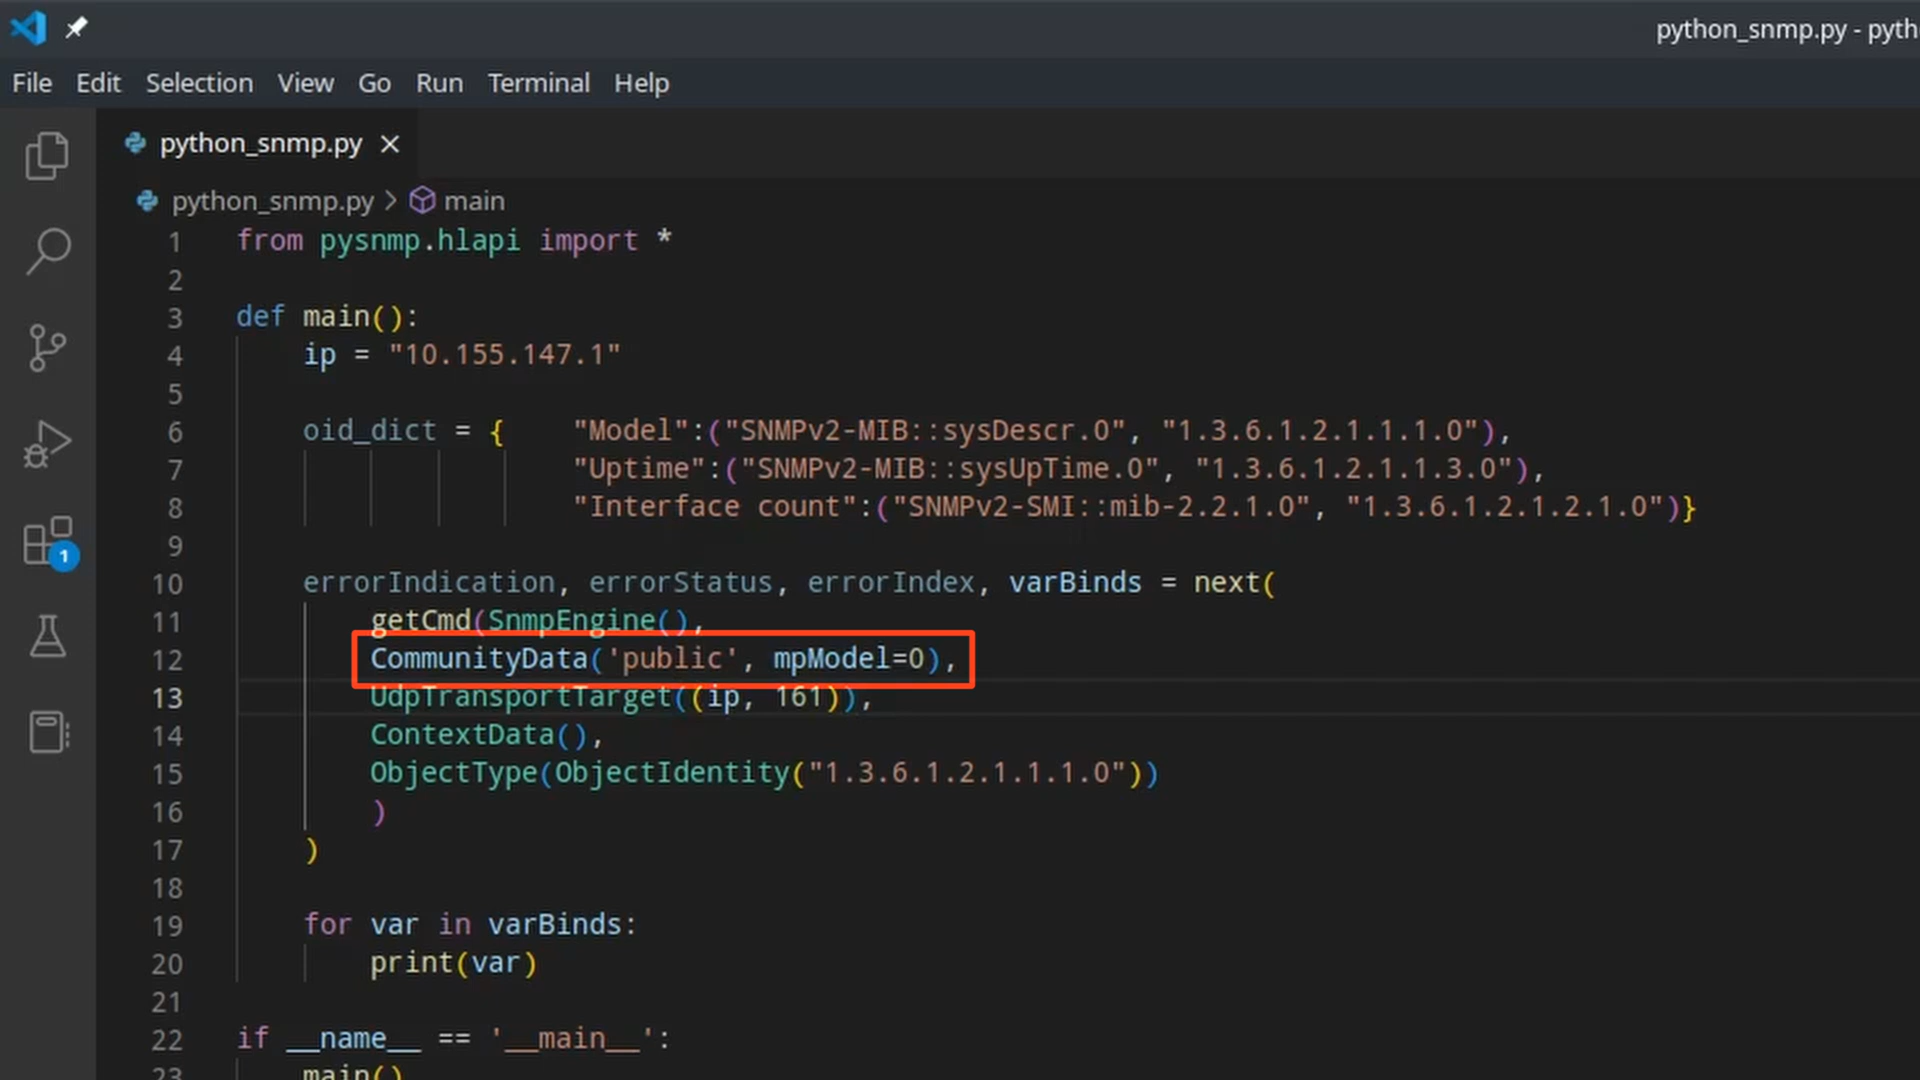 python_snmp.py - pyth
File Edit Selection View Go Run Terminal Help
python_snmp.py
python_snmp.py > main
1 from pysnmp.hlapi import *
2
3 def main():
4 ip = "10.155.147.1"
5
6 oid_dict = { "Model":("SNMPv2-MIB::sysDescr.0", "1.3.6.1.2.1.1.1.0"),
7 "Uptime":("SNMPv2-MIB::sysUpTime.0", "1.3.6.1.2.1.1.3.0"),
8 "Interface count":("SNMPv2-SMI::mib-2.2.1.0", "1.3.6.1.2.1.2.1.0")}
9
10 errorIndication, errorStatus, errorIndex, varBinds = next(
11 getCmd(SnmpEngine(),
12 CommunityData('public', mpModel=0),
13 UdpTransportTarget((ip, 161)),
14 ContextData(),
15 ObjectType(ObjectIdentity("1.3.6.1.2.1.1.1.0"))
16 )
17 )
18
19 for var in varBinds:
20 print(var)
21
22 if __name__ == '__main__':
23 main()
1